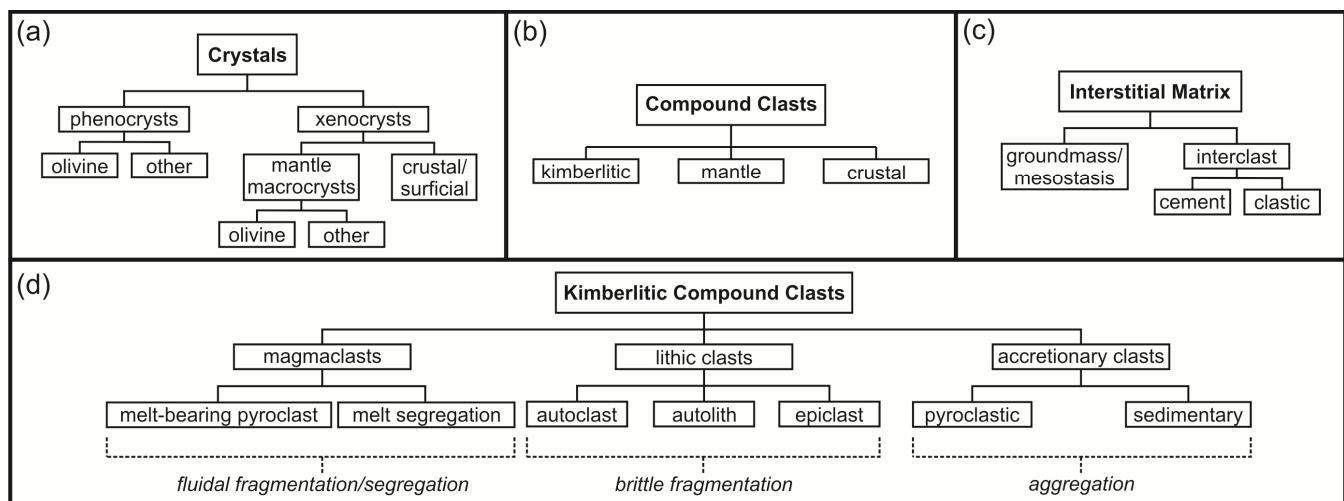 (a)
Crystals
phenocrysts
xenocrysts
olivine
other
mantle
macrocrysts
crustal/
surficial
olivine
other
(b)
Compound Clasts
kimberlitic
mantle
crustal
(c)
Interstitial Matrix
groundmass/
mesostasis
interclast
cement
clastic
(d)
Kimberlitic Compound Clasts
magmaclasts
lithic clasts
accretionary clasts
melt-bearing pyroclast
melt segregation
autoclast
autolith
epiclast
pyroclastic
sedimentary
fluidal fragmentation/segregation
brittle fragmentation
aggregation